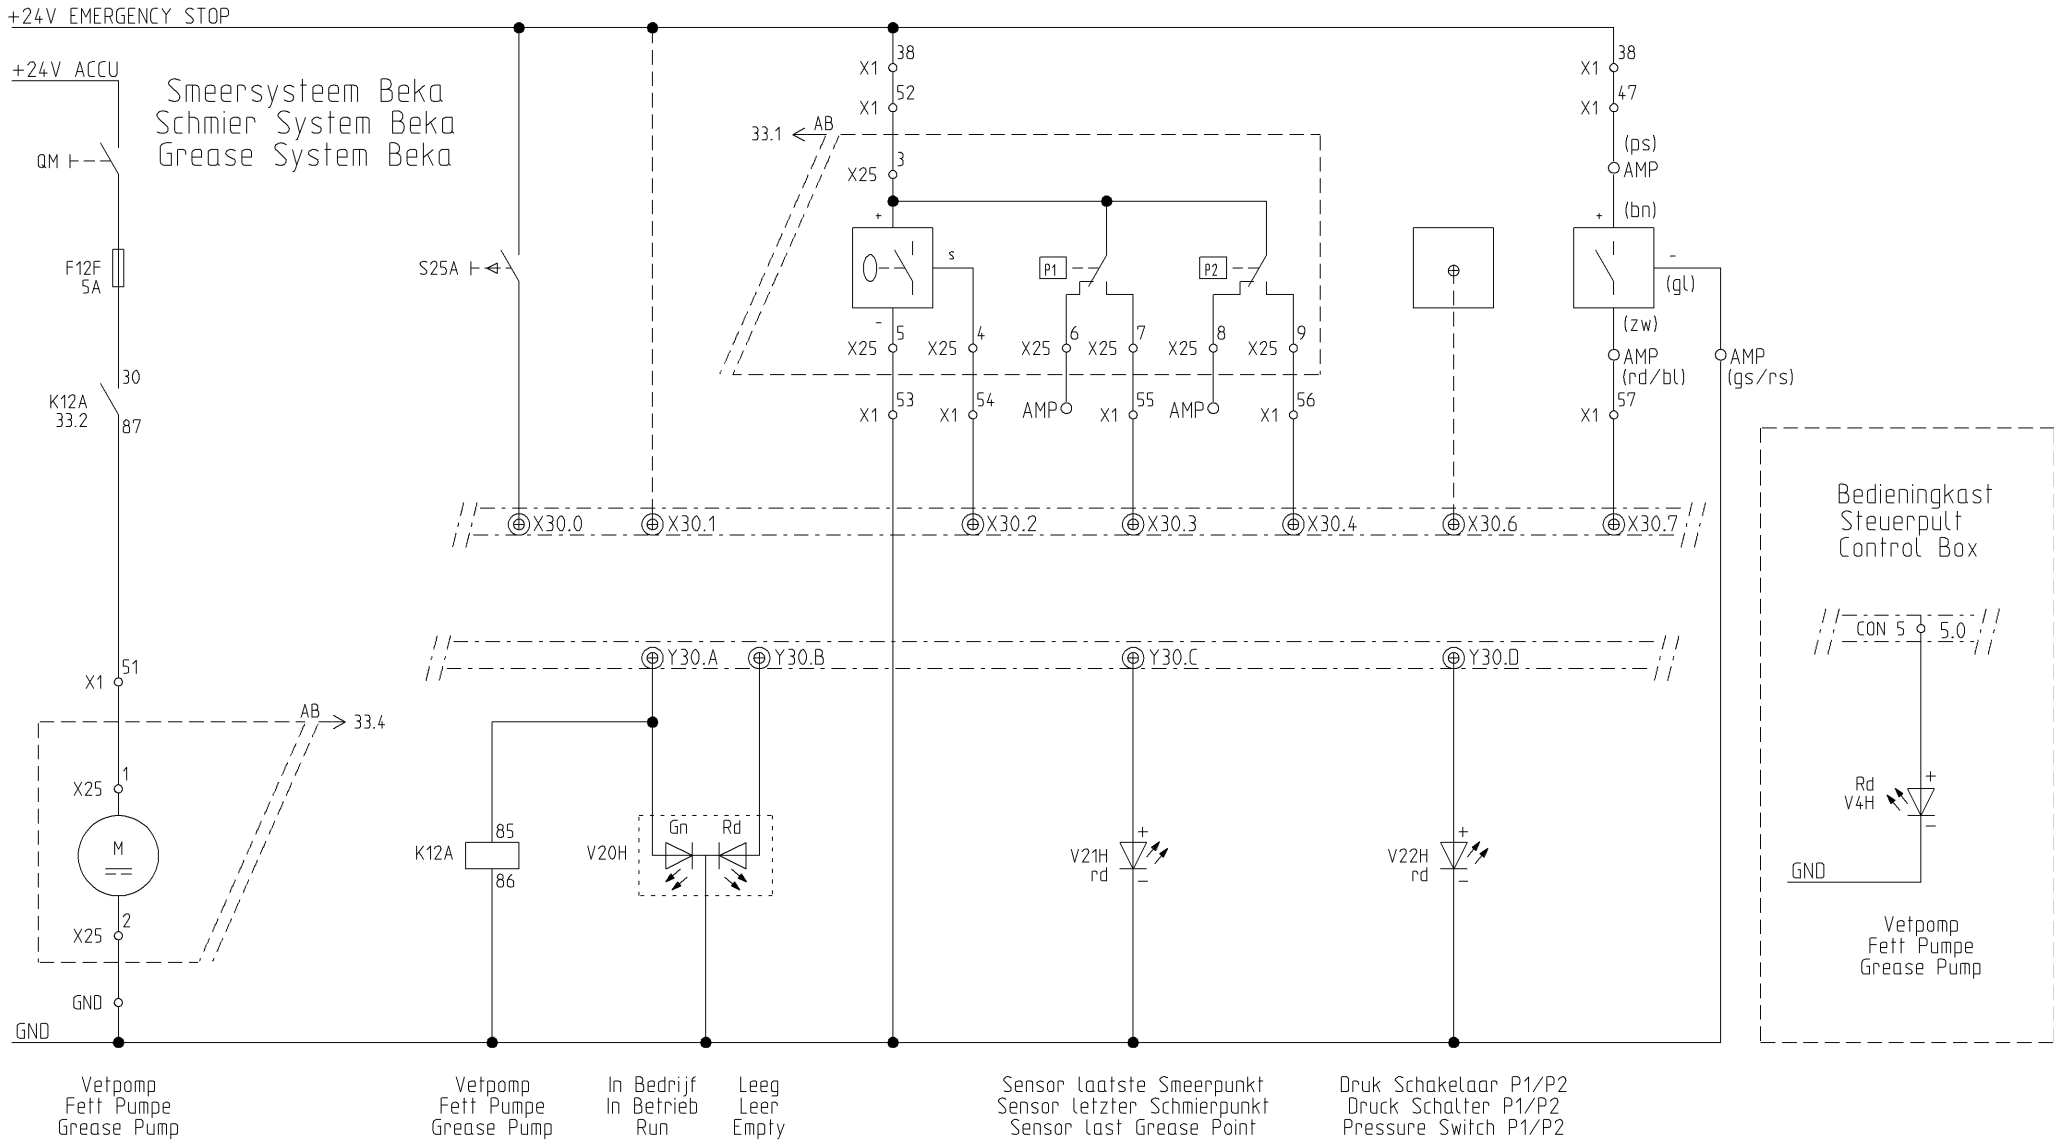 +24V EMERGENCY STOP
+24V ACCU
Smeersysteem Beka
Schmier System Beka
Grease System Beka
QM
F12F
5A
30
K12A
33.2
87
51
X1
AB
33.4
1
X25
M
2
X25
GND
GND
S25A
38
X1
52
X1
AB
33.1
3
X25
+
s
-
5
X25
4
X25
P1
6
X25
7
X25
P2
8
X25
9
X25
53
X1
54
X1
AMP
55
X1
AMP
56
X1
38
X1
47
X1
(ps)
AMP
+
(bn)
-
(gl)
(zw)
AMP
(rd/bl)
AMP
(gs/rs)
57
X1
X30.0
X30.1
X30.2
X30.3
X30.4
X30.6
X30.7
Y30.A
Y30.B
Y30.C
Y30.D
K12A
85
86
V20H
Gn
Rd
V21H
rd
+
-
V22H
rd
+
-
Bedieningkast
Steuerpult
Control Box
CON 5
5.0
Rd
V4H
+
-
GND
Vetpomp
Fett Pumpe
Grease Pump
Vetpomp
Fett Pumpe
Grease Pump
Vetpomp
Fett Pumpe
Grease Pump
In Bedrijf
In Betrieb
Run
Leeg
Leer
Empty
Sensor laatste Smeerpunkt
Sensor letzter Schmierpunkt
Sensor last Grease Point
Druk Schakelaar P1/P2
Druck Schalter P1/P2
Pressure Switch P1/P2